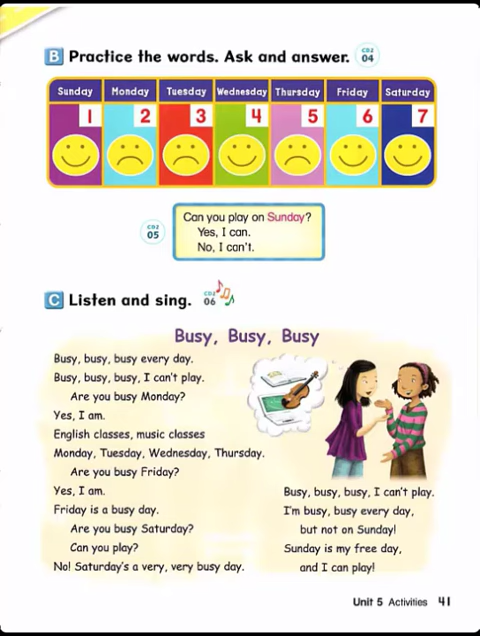 B Practice the words. Ask and answer. CD2 04
Sunday Monday Tuesday Wednesday Thursday Friday Saturday
1 2 3 4 5 6 7
CD2 05
Can you play on Sunday?
Yes, I can.
No, I can't.
C Listen and sing. CD2 06
Busy, Busy, Busy
Busy, busy, busy every day.
Busy, busy, busy, I can't play.
Are you busy Monday?
Yes, I am.
English classes, music classes
Monday, Tuesday, Wednesday, Thursday.
Are you busy Friday?
Yes, I am.
Friday is a busy day.
Are you busy Saturday?
Can you play?
No! Saturday's a very, very busy day.
Busy, busy, busy, I can't play.
I'm busy, busy every day,
but not on Sunday!
Sunday is my free day,
and I can play!
Unit 5 Activities 41